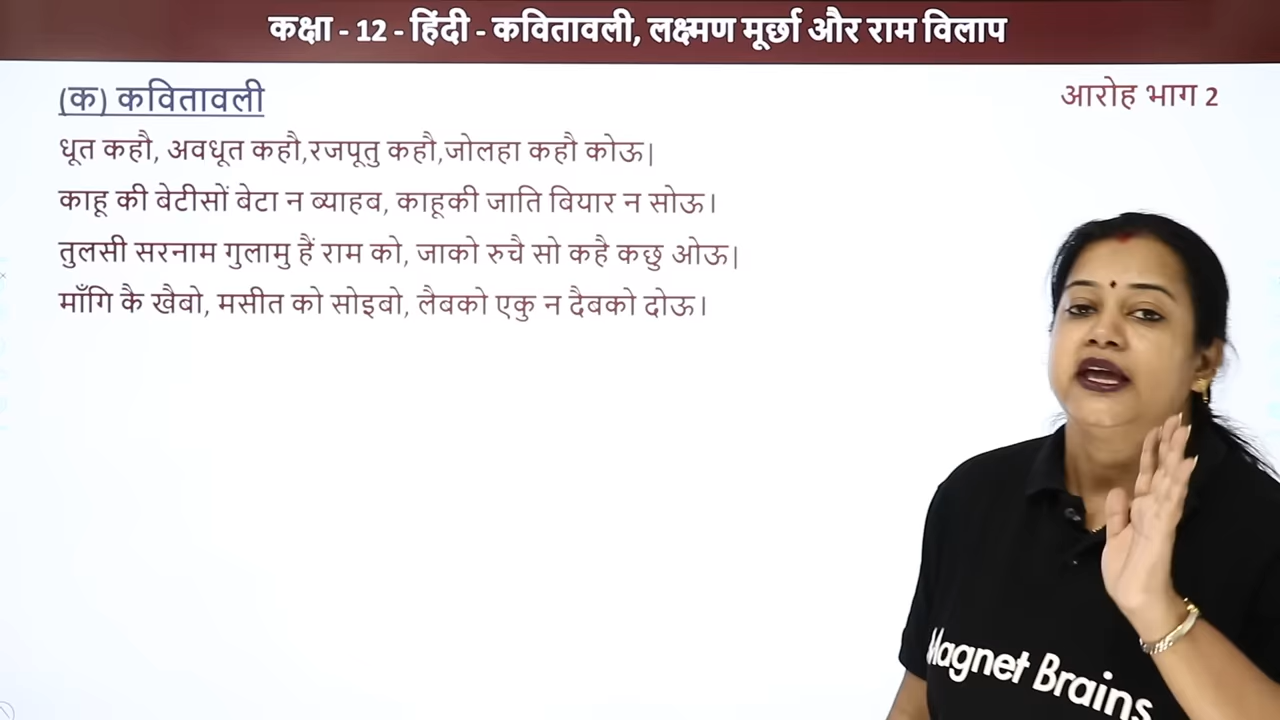 कक्षा - 12 - हिंदी - कवितावली, लक्ष्मण मूर्छा और राम विलाप
(क) कवितावली
आरोह भाग 2
धूत कहौ, अवधूत कहौ,रजपूतु कहौ,जोलहा कहौ कोऊ|
काहू की बेटीसों बेटा न ब्याहब, काहूकी जाति वियार न सोऊ।
तुलसी सरनाम गुलामु हैं राम को, जाको रुचै सो कहै कछु ओऊ|
माँगि कै खैबो, मसीत को सोइबो, लैबको एकु न दैबको दोऊ।
Magnet Brains